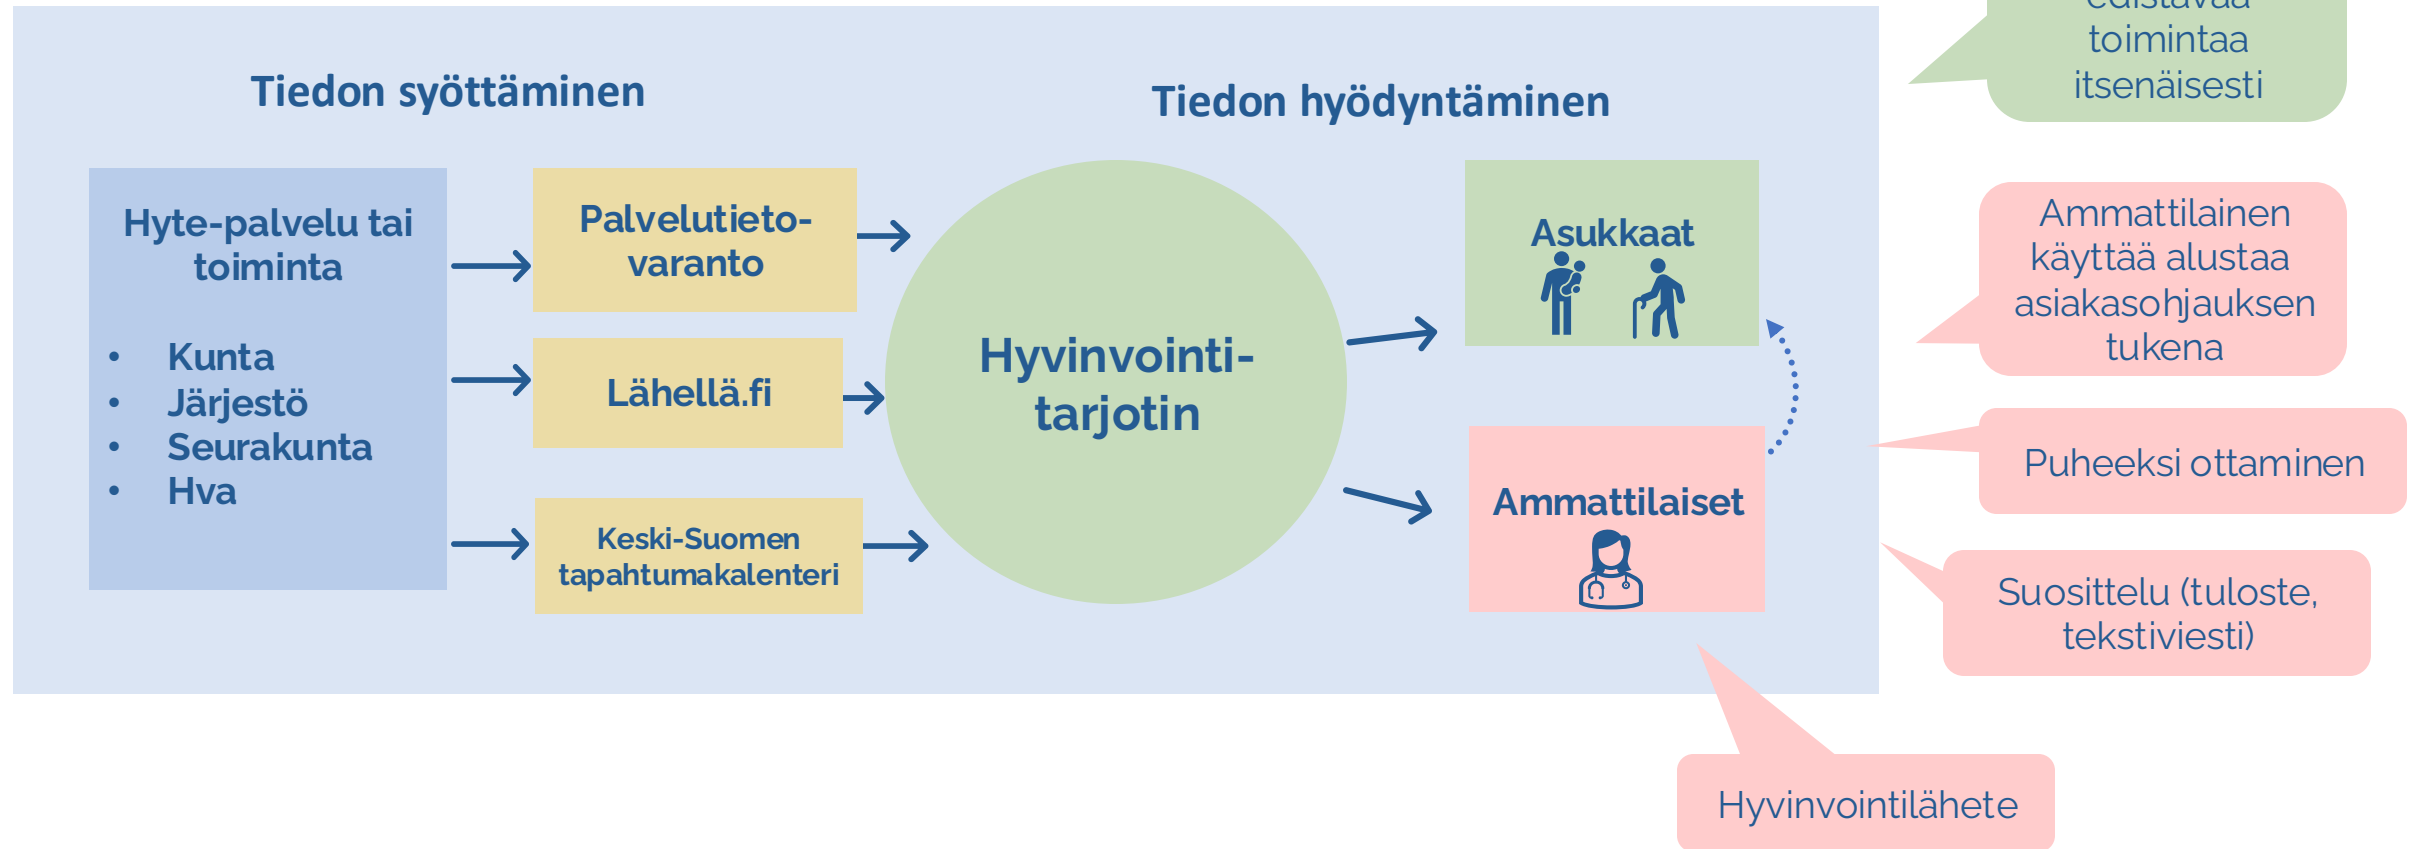 Tiedon syöttäminen
Hyte-palvelu tai
toiminta
• Kunta
• Järjestö
• Seurakunta
• Hva
Palvelutieto-
varanto
Lähellä.fi
Keski-Suomen
tapahtumakalenteri
Tiedon hyödyntäminen
Hyvinvointi-
tarjotin
Asukkaat
Ammattilaiset
edistävää
toimintaa
itsenäisesti
Ammattilainen
käyttää alustaa
asiakasohjauksen
tukena
Puheeksi ottaminen
Suosittelu (tuloste,
tekstiviesti)
Hyvinvointilähete